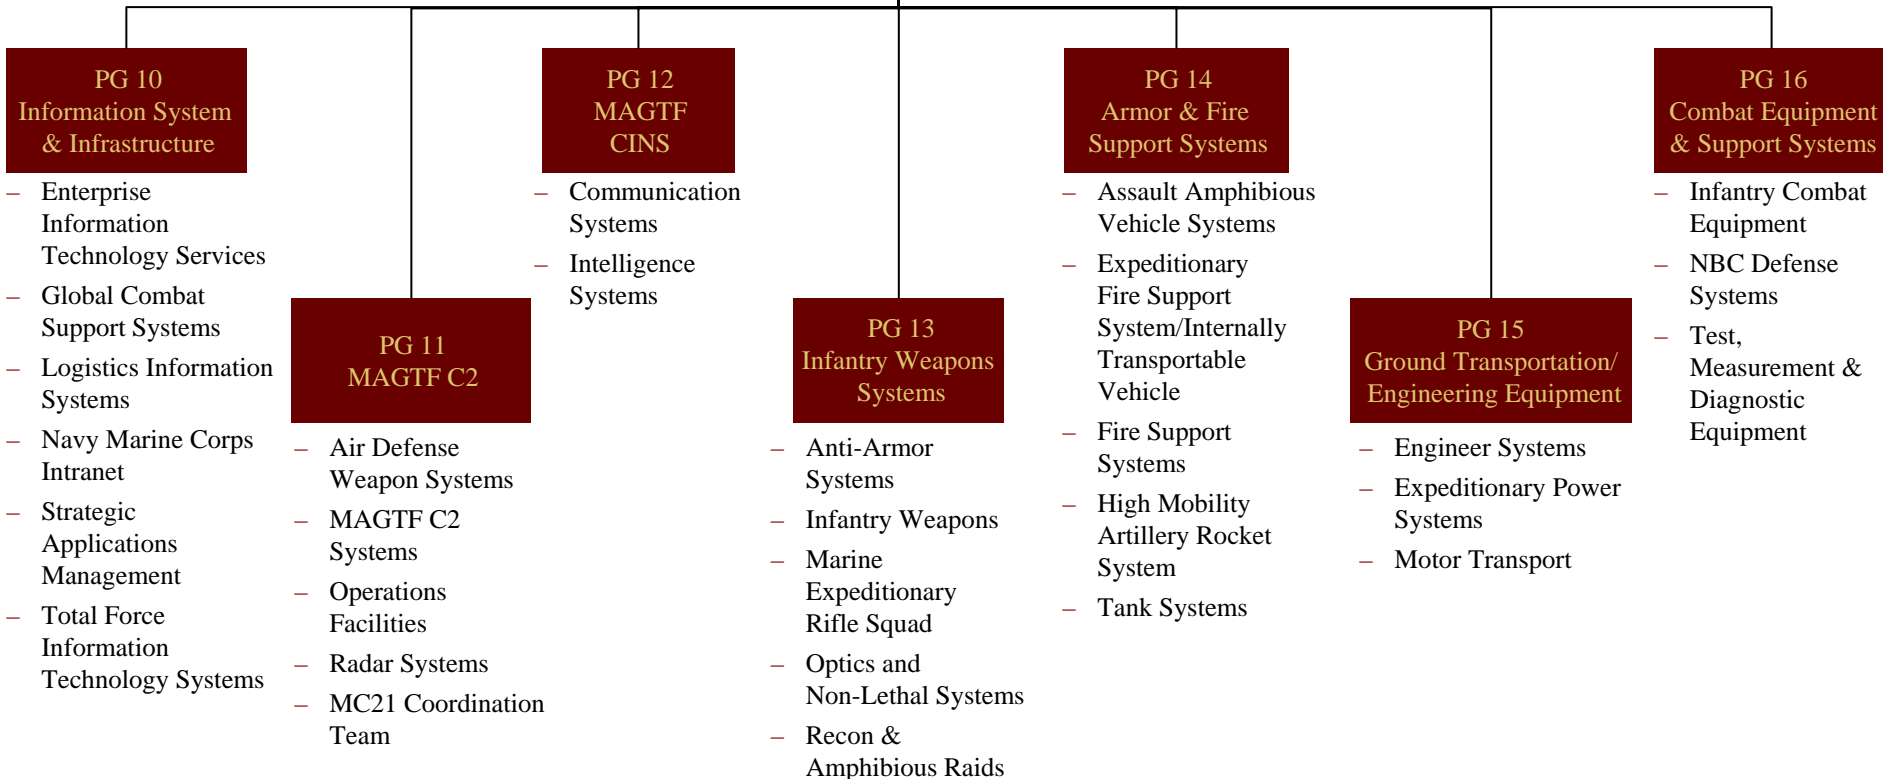 PG 10
Information System
& Infrastructure
– Enterprise
Information
Technology Services
– Global Combat
Support Systems
– Logistics Information
Systems
– Navy Marine Corps
Intranet
– Strategic
Applications
Management
– Total Force
Information
Technology Systems
PG 11
MAGTF C2
– Air Defense
Weapon Systems
– MAGTF C2
Systems
– Operations
Facilities
– Radar Systems
– MC21 Coordination
Team
PG 12
MAGTF
CINS
– Communication
Systems
– Intelligence
Systems
PG 13
Infantry Weapons
Systems
– Anti-Armor
Systems
– Infantry Weapons
– Marine
Expeditionary
Rifle Squad
– Optics and
Non-Lethal Systems
– Recon &
Amphibious Raids
PG 14
Armor & Fire
Support Systems
– Assault Amphibious
Vehicle Systems
– Expeditionary
Fire Support
System/Internally
Transportable
Vehicle
– Fire Support
Systems
– High Mobility
Artillery Rocket
System
– Tank Systems
PG 15
Ground Transportation/
Engineering Equipment
– Engineer Systems
– Expeditionary Power
Systems
– Motor Transport
PG 16
Combat Equipment
& Support Systems
– Infantry Combat
Equipment
– NBC Defense
Systems
– Test,
Measurement &
Diagnostic
Equipment